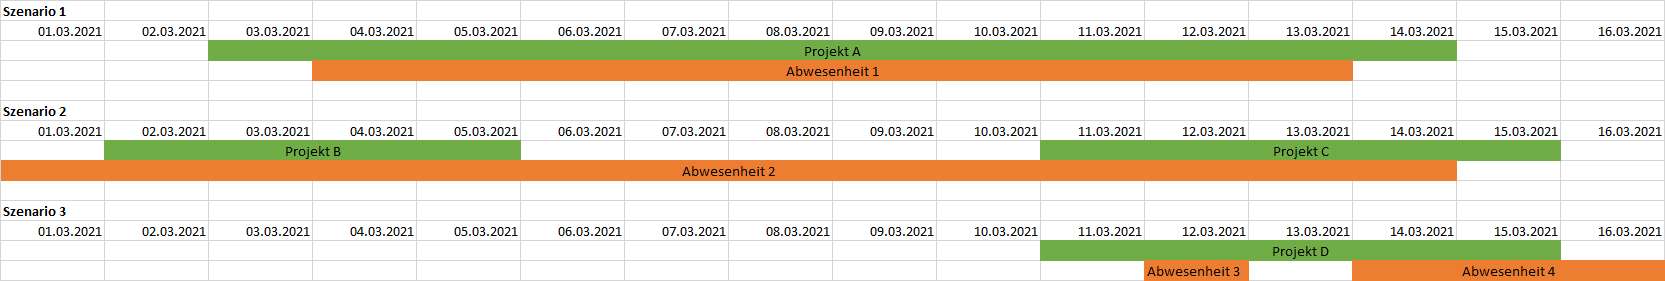 Szenario 1
01.03.2021 02.03.2021 03.03.2021 04.03.2021 05.03.2021 06.03.2021 07.03.2021 08.03.2021 09.03.2021 10.03.2021 11.03.2021 12.03.2021 13.03.2021 14.03.2021 15.03.2021 16.03.2021
Projekt A
Abwesenheit 1
Szenario 2
01.03.2021 02.03.2021 03.03.2021 04.03.2021 05.03.2021 06.03.2021 07.03.2021 08.03.2021 09.03.2021 10.03.2021 11.03.2021 12.03.2021 13.03.2021 14.03.2021 15.03.2021 16.03.2021
Projekt B Projekt C
Abwesenheit 2
Szenario 3
01.03.2021 02.03.2021 03.03.2021 04.03.2021 05.03.2021 06.03.2021 07.03.2021 08.03.2021 09.03.2021 10.03.2021 11.03.2021 12.03.2021 13.03.2021 14.03.2021 15.03.2021 16.03.2021
Projekt D
Abwesenheit 3 Abwesenheit 4